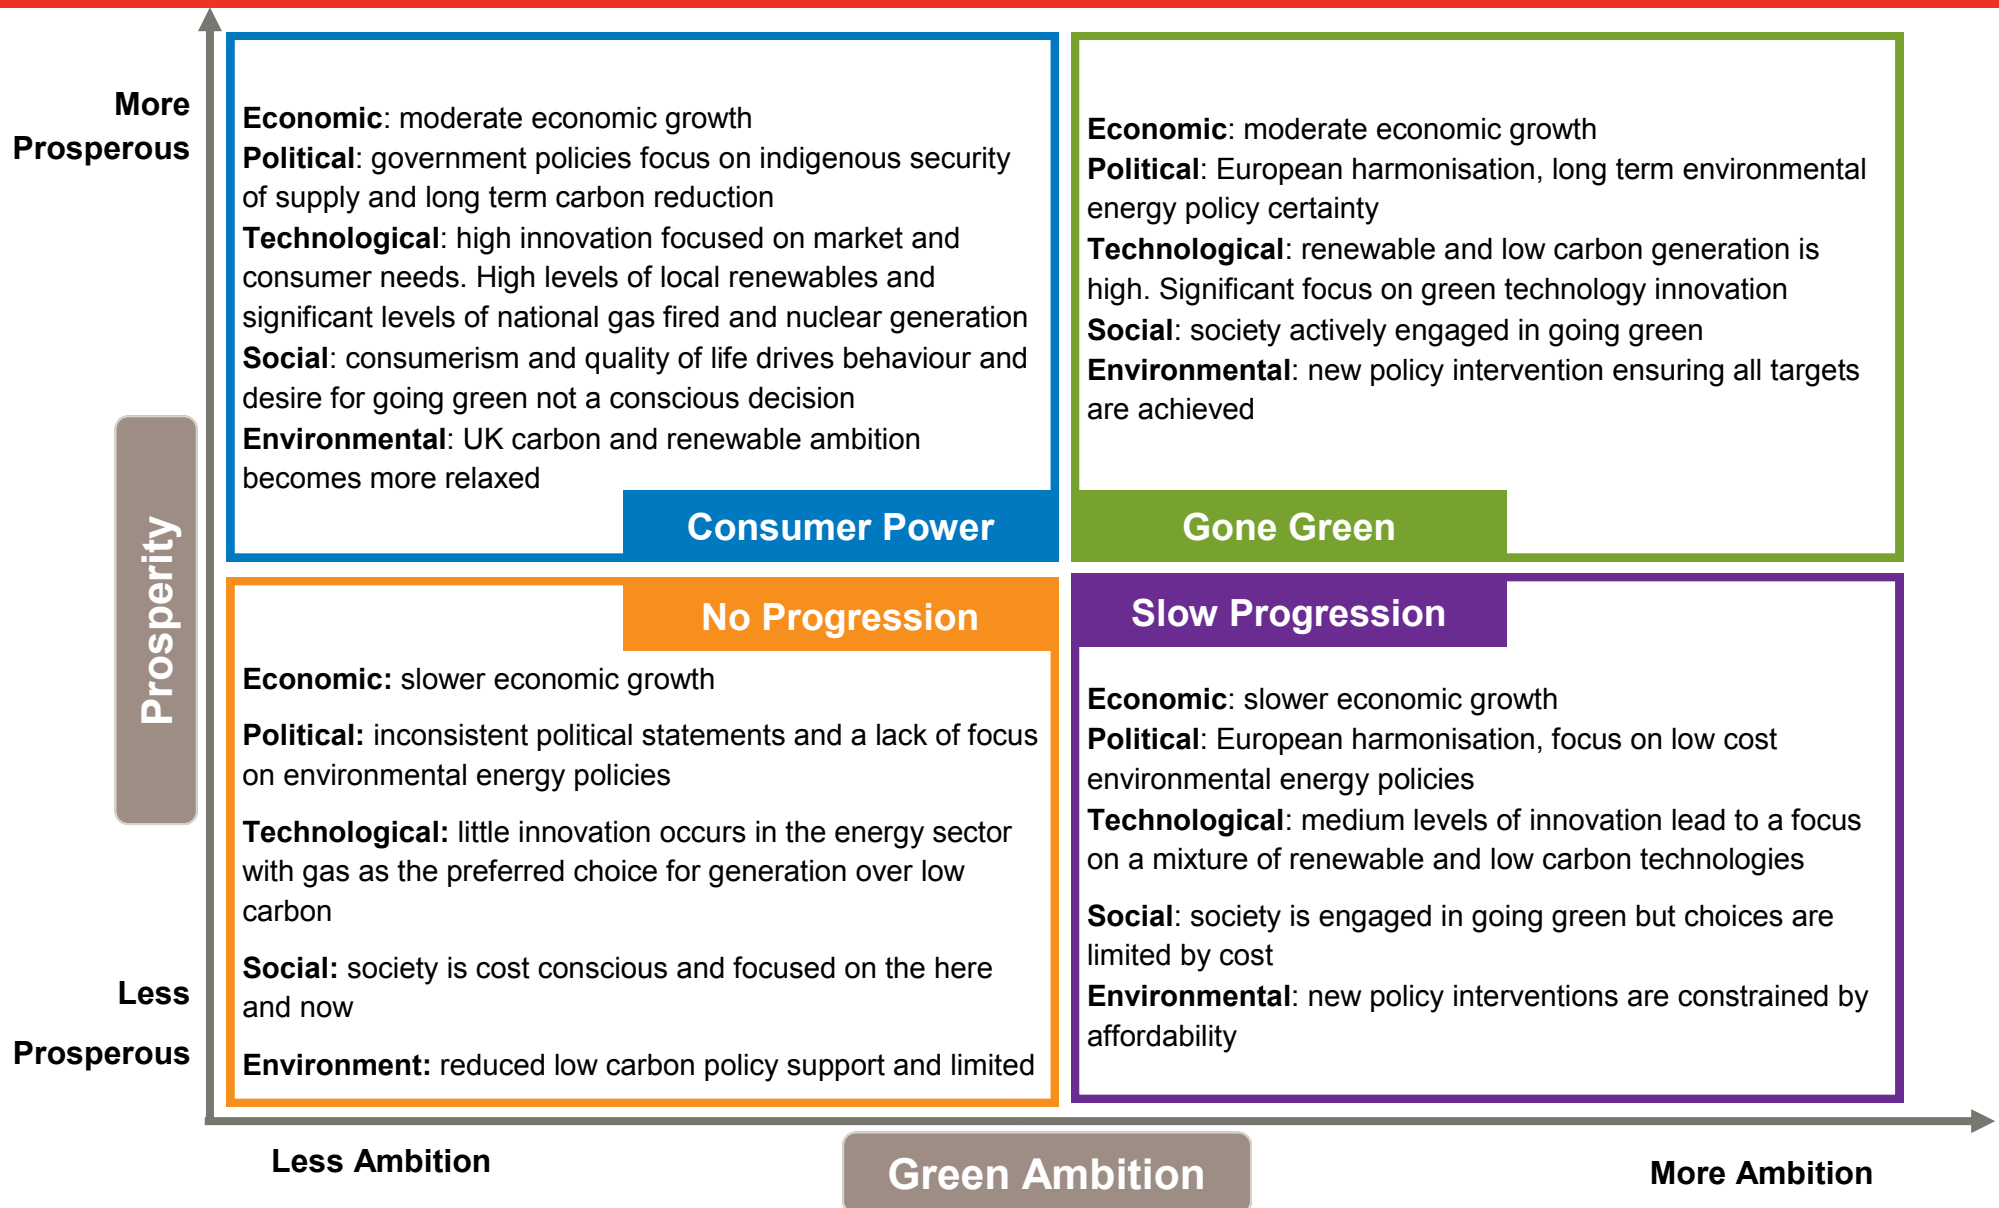 More
Prosperous
Economic: moderate economic growth
Political: government policies focus on indigenous security
of supply and long term carbon reduction
Technological: high innovation focused on market and
consumer needs. High levels of local renewables and
significant levels of national gas fired and nuclear generation
Social: consumerism and quality of life drives behaviour and
desire for going green not a conscious decision
Environmental: UK carbon and renewable ambition
becomes more relaxed
Consumer Power
Economic: moderate economic growth
Political: European harmonisation, long term environmental
energy policy certainty
Technological: renewable and low carbon generation is
high. Significant focus on green technology innovation
Social: society actively engaged in going green
Environmental: new policy intervention ensuring all targets
are achieved
Gone Green
Prosperity
No Progression
Economic: slower economic growth
Political: inconsistent political statements and a lack of focus
on environmental energy policies
Technological: little innovation occurs in the energy sector
with gas as the preferred choice for generation over low
carbon
Social: society is cost conscious and focused on the here
and now
Environment: reduced low carbon policy support and limited
Slow Progression
Economic: slower economic growth
Political: European harmonisation, focus on low cost
environmental energy policies
Technological: medium levels of innovation lead to a focus
on a mixture of renewable and low carbon technologies
Social: society is engaged in going green but choices are
limited by cost
Environmental: new policy interventions are constrained by
affordability
Less
Prosperous
Less Ambition
Green Ambition
More Ambition